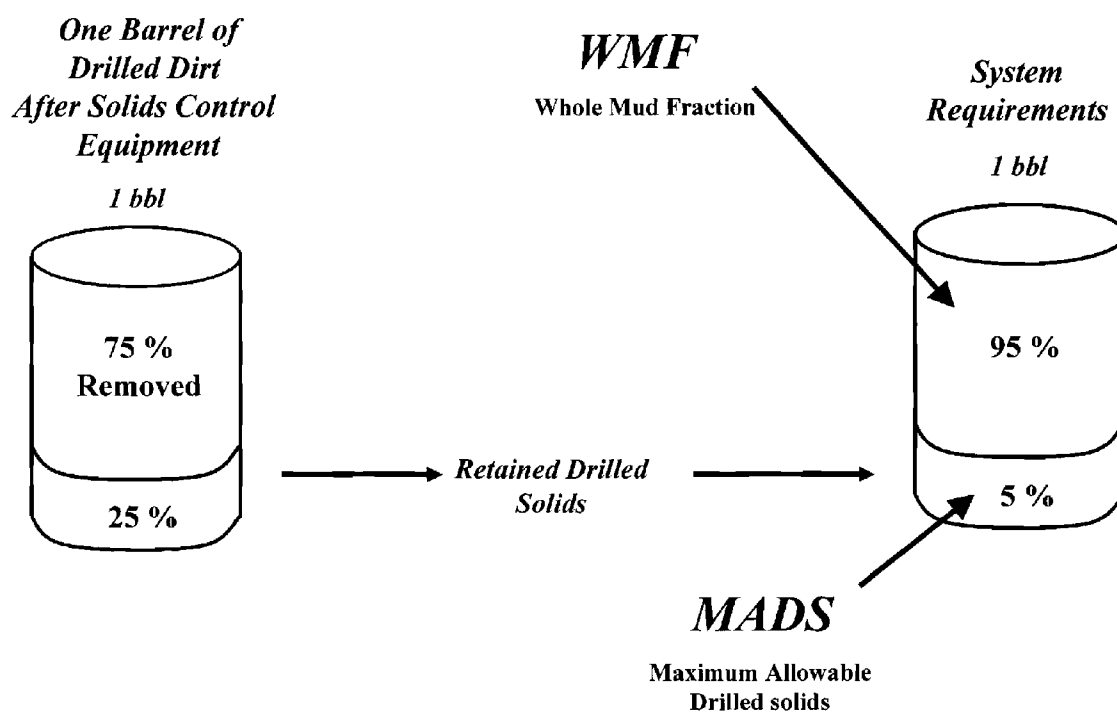 One Barrel of
Drilled Dirt
After Solids Control
Equipment
1 bbl
75 %
Removed
25 %
Retained Drilled
Solids
WMF
Whole Mud Fraction
System
Requirements
1 bbl
95 %
5 %
MADS
Maximum Allowable
Drilled solids